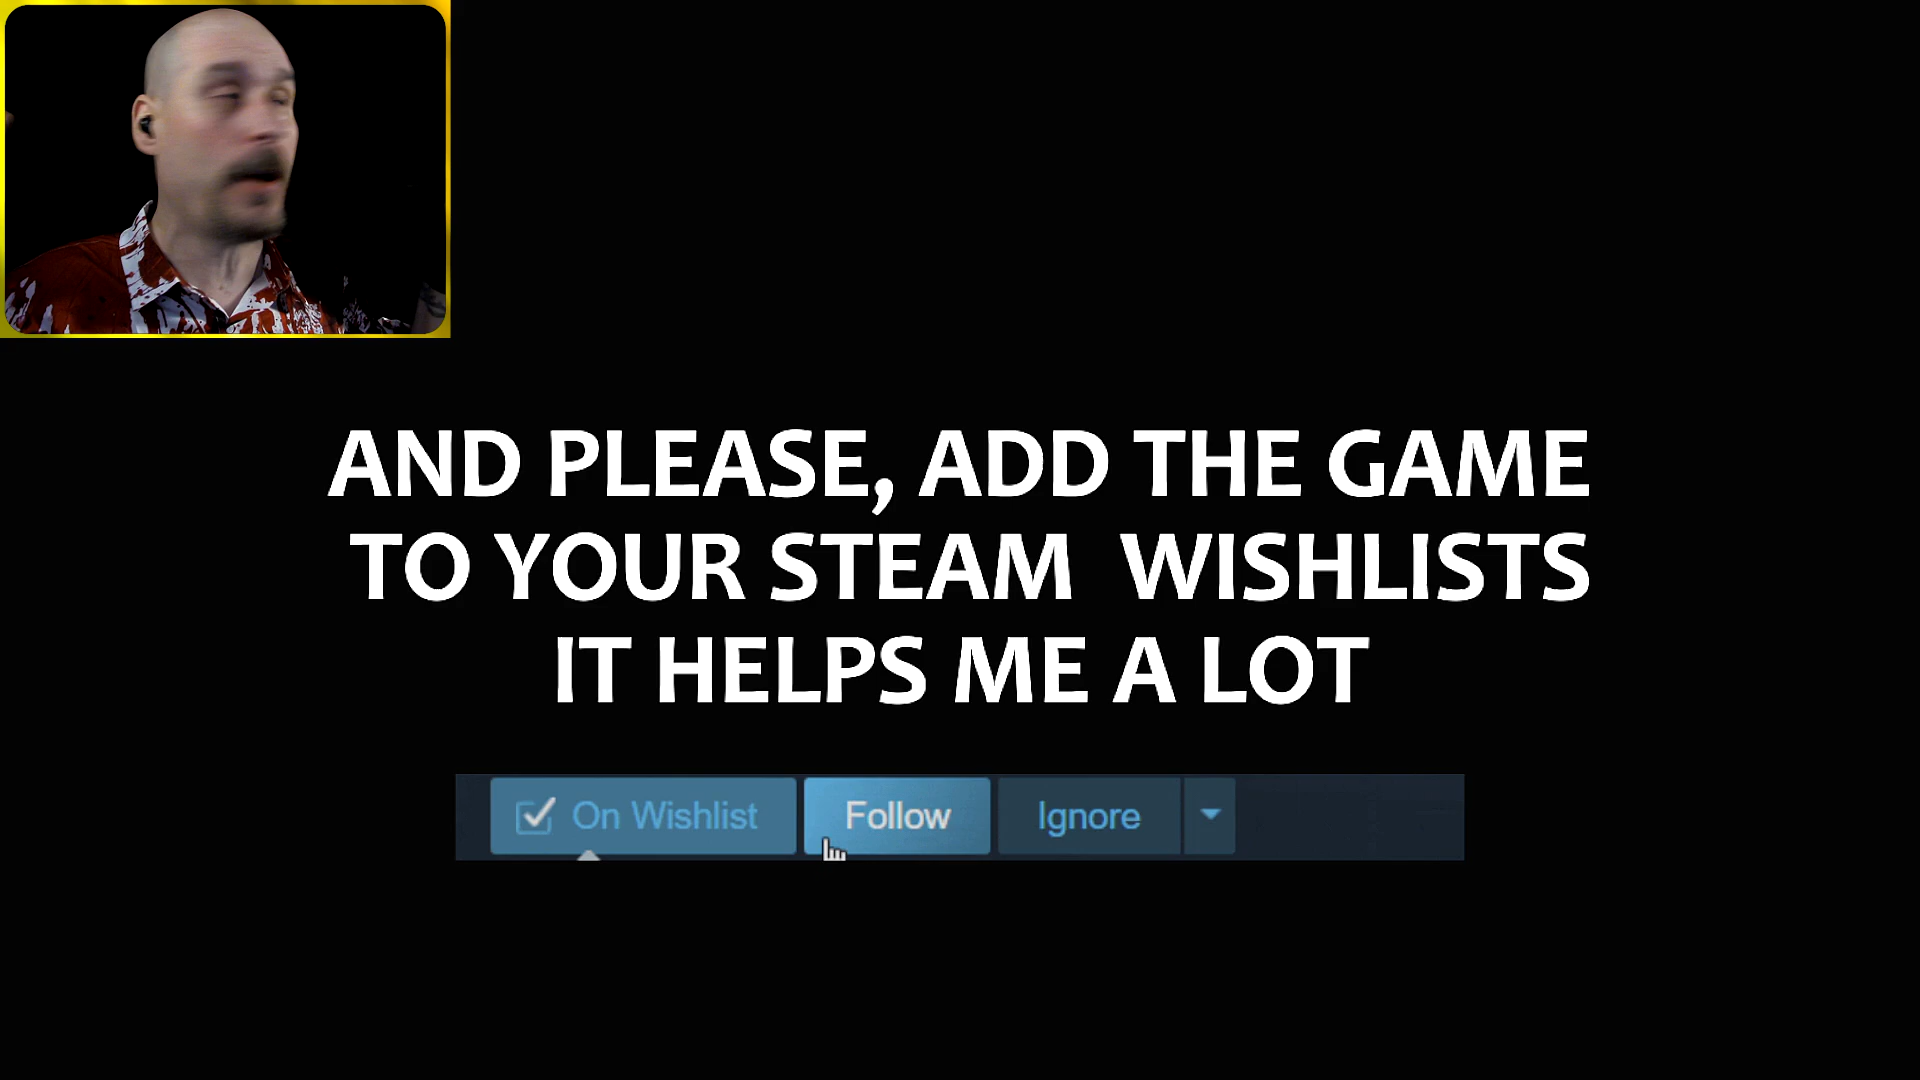 AND PLEASE, ADD THE GAME
TO YOUR STEAM WISHLISTS
IT HELPS ME A LOT
On Wishlist Follow Ignore